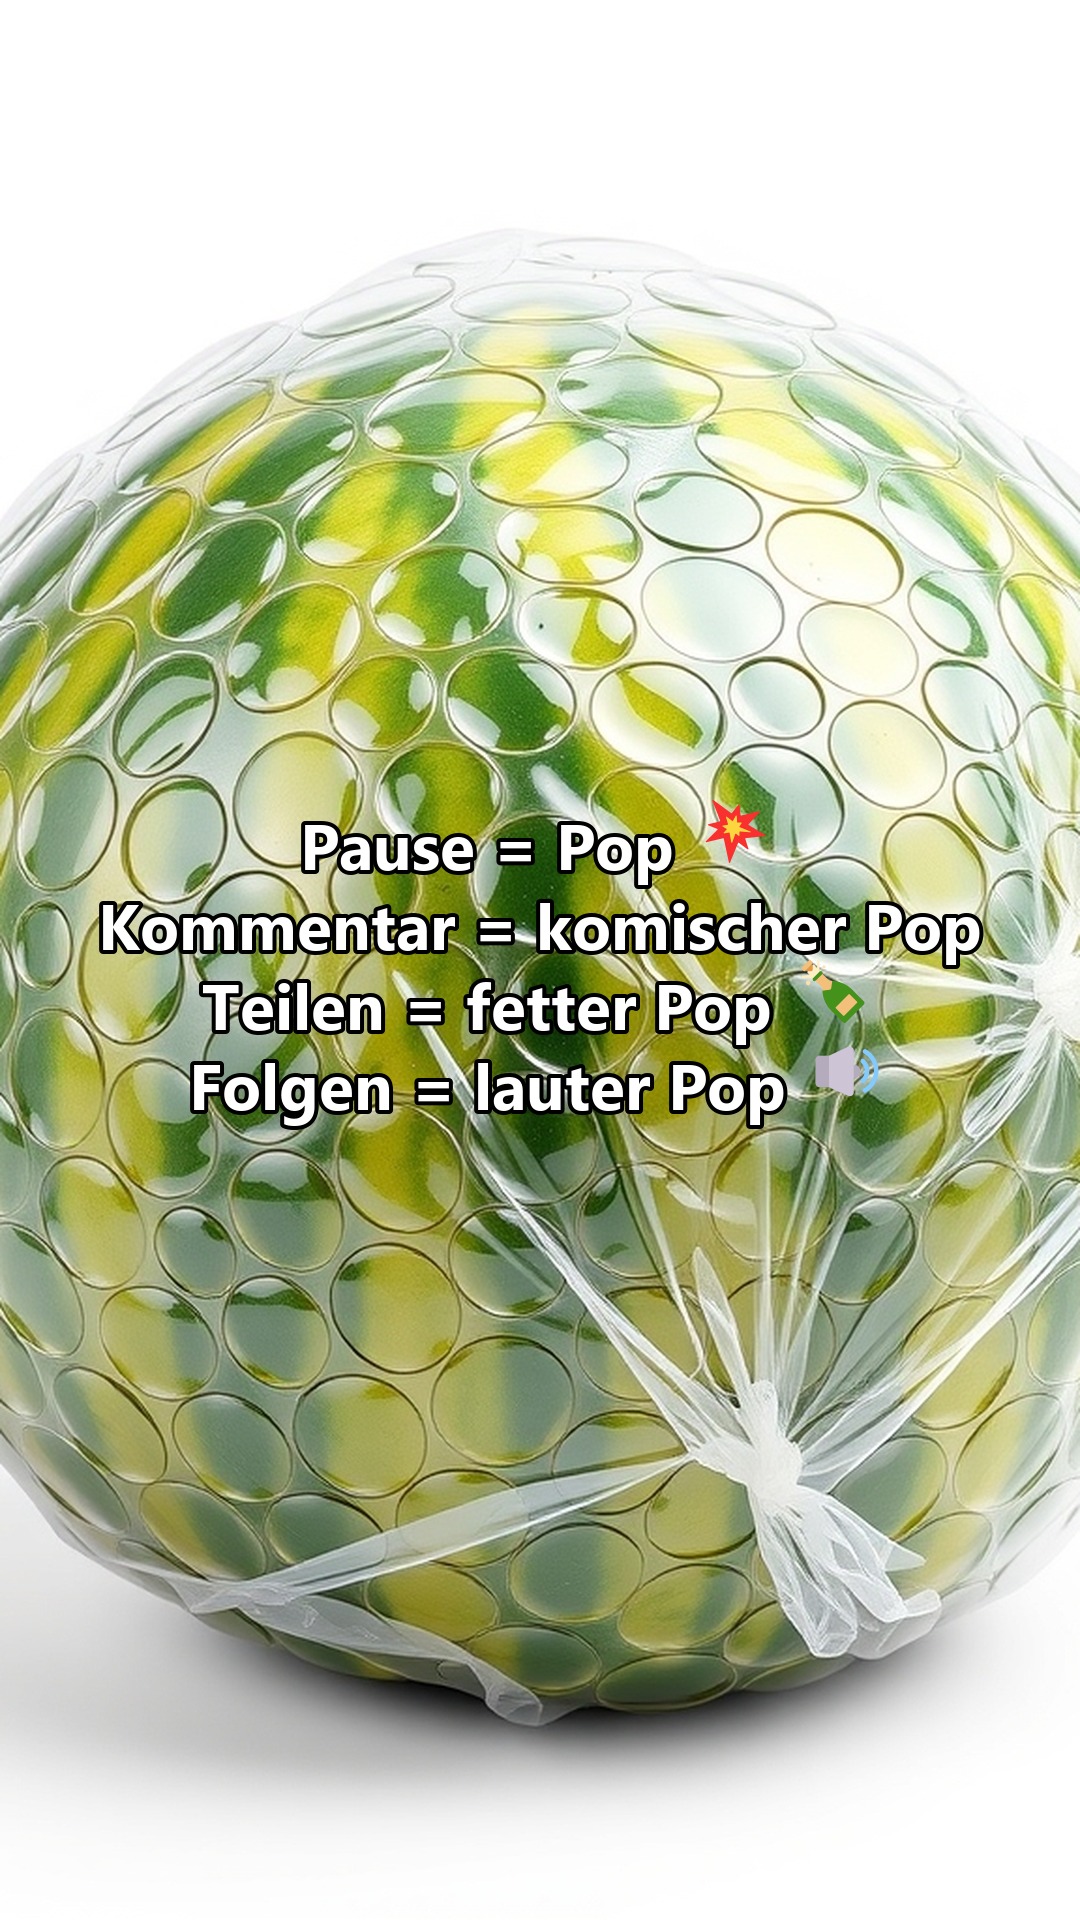 Pause = Pop 💥
Kommentar = komischer Pop
Teilen = fetter Pop 🍾
Folgen = lauter Pop 🔊